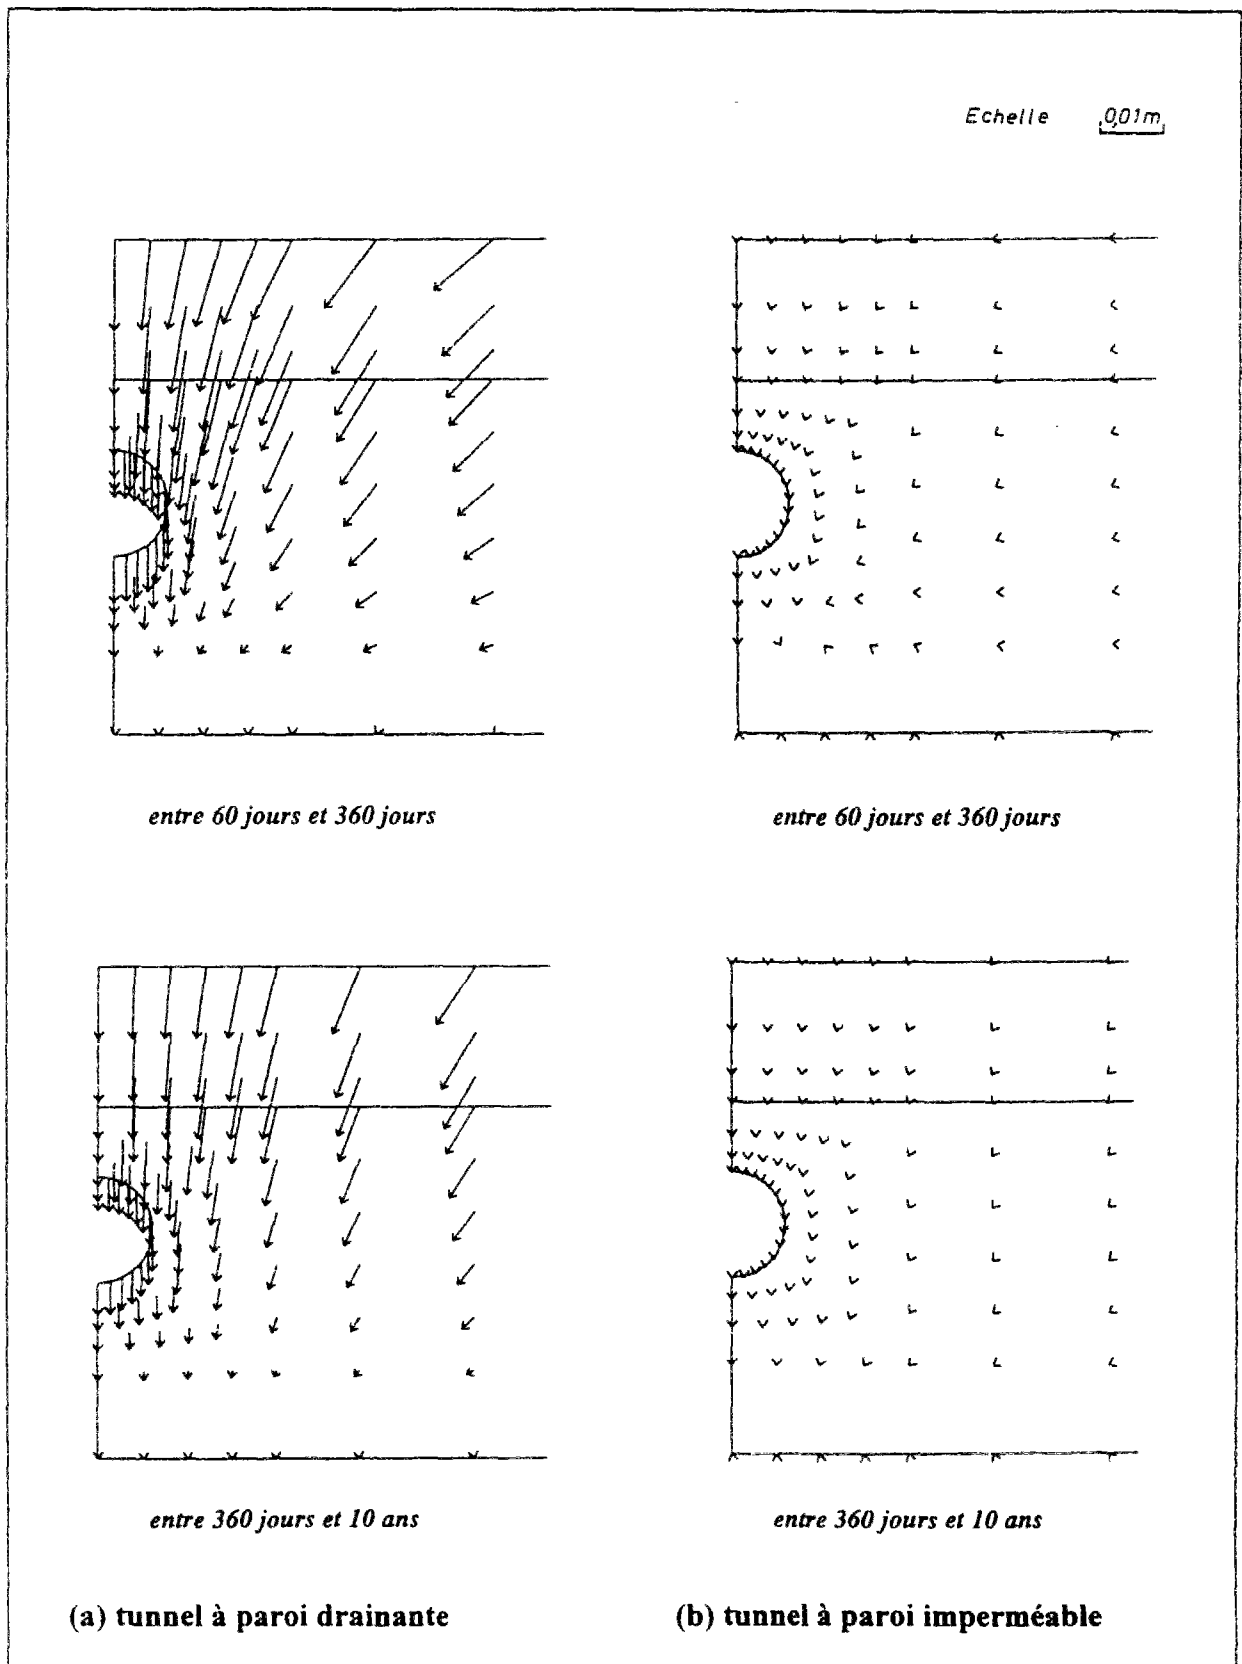 Echelle 0,01m
entre 60 jours et 360 jours
entre 60 jours et 360 jours
entre 360 jours et 10 ans
entre 360 jours et 10 ans
(a) tunnel à paroi drainante
(b) tunnel à paroi imperméable